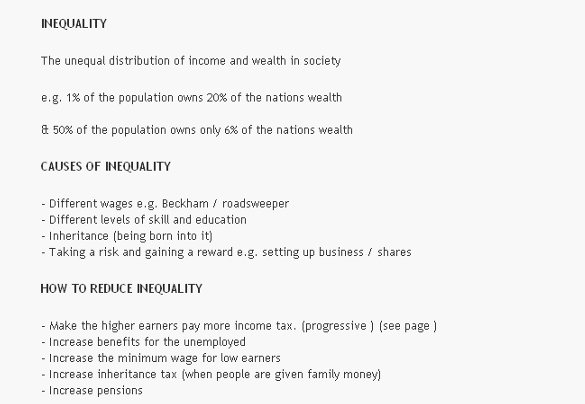 INEQUALITY
The unequal distribution of income and wealth in society
e.g. 1% of the population owns 20% of the nations wealth
& 50% of the population owns only 6% of the nations wealth
CAUSES OF INEQUALITY
- Different wages e.g. Beckham / roadsweeper
- Different levels of skill and education
- Inheritance (being born into it)
- Taking a risk and gaining a reward e.g. setting up business / shares
HOW TO REDUCE INEQUALITY
- Make the higher earners pay more income tax. (progressive ) (see page )
- Increase benefits for the unemployed
- Increase the minimum wage for low earners
- Increase inheritance tax (when people are given family money)
- Increase pensions